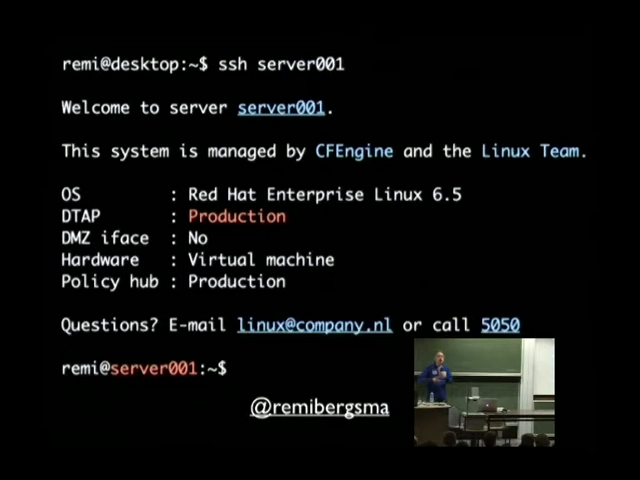 remi@desktop:~$ ssh server001
Welcome to server server001.
This system is managed by CFEngine and the Linux Team.
OS : Red Hat Enterprise Linux 6.5
DTAP : Production
DMZ iface : No
Hardware : Virtual machine
Policy hub : Production
Questions? E-mail linux@company.nl or call 5050
remi@server001:~$
@remibergsma